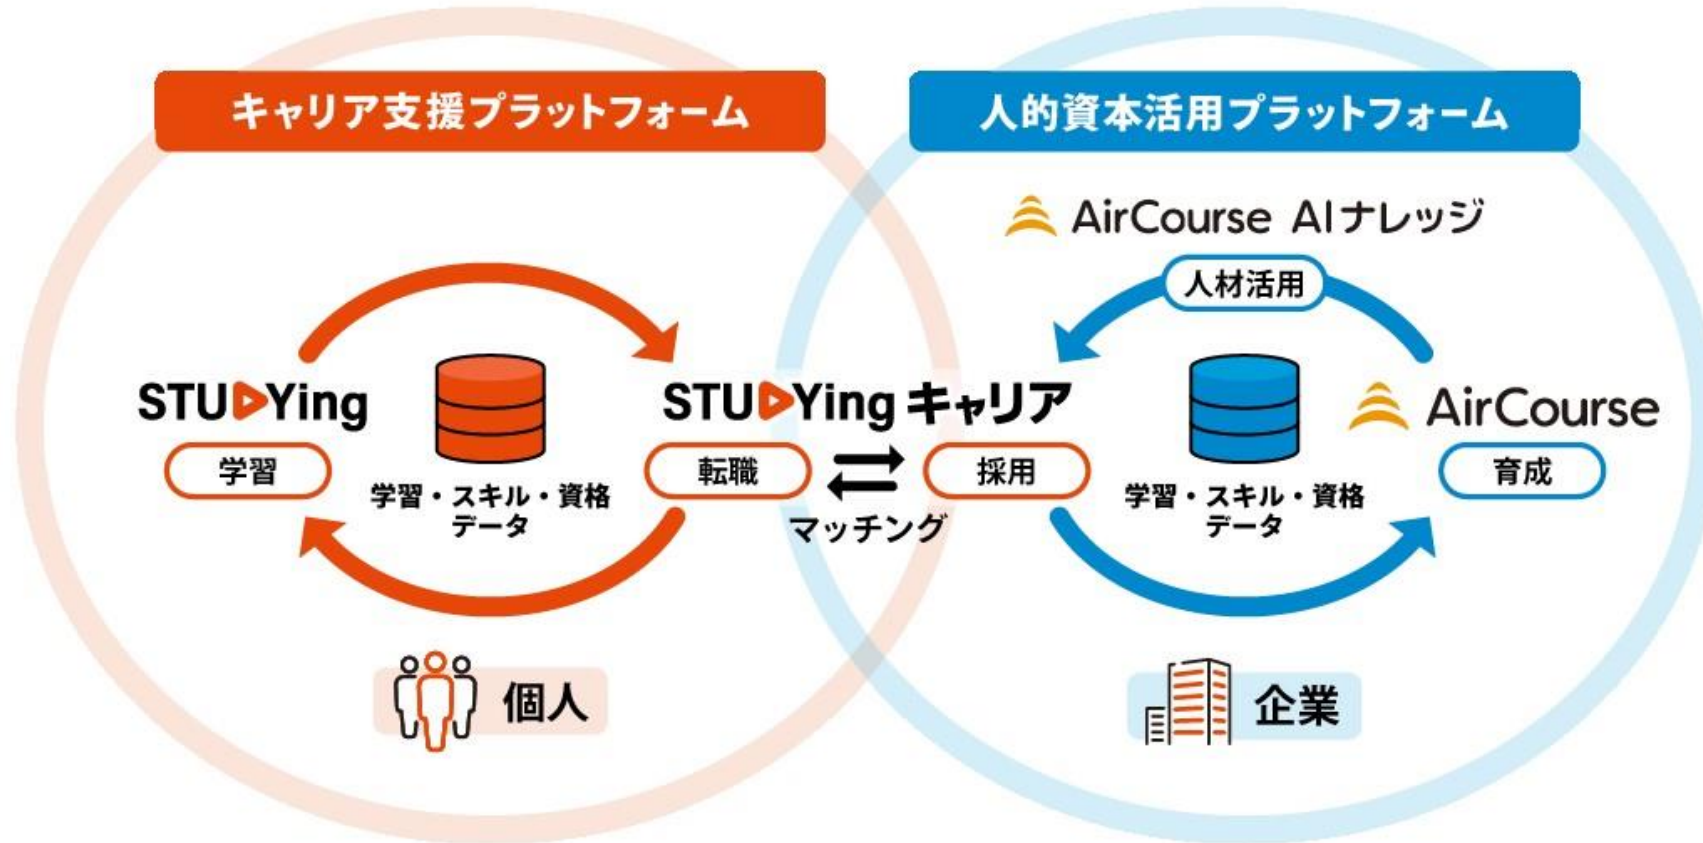 キャリア支援プラットフォーム
人的資本活用プラットフォーム
AirCourse AIナレッジ
人材活用
STUDYing
学習
学習・スキル・資格
データ
STUDYing キャリア
転職
採用
マッチング
学習・スキル・資格
データ
AirCourse
育成
個人
企業